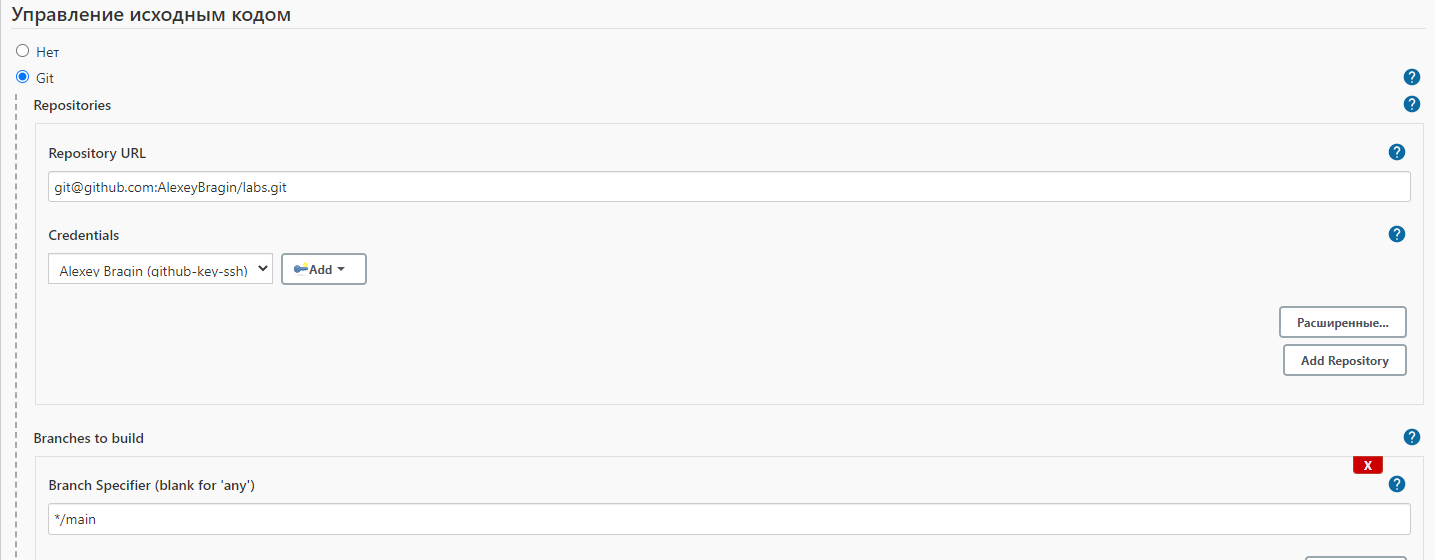 Управление исходным кодом
Нет
Git
?
Repositories
?
Repository URL
?
git@github.com:AlexeyBragin/labs.git
Credentials
?
Alexey Bragin (github-key-ssh)
Add
Расширенные...
Add Repository
Branches to build
?
X
Branch Specifier (blank for 'any')
?
*/main